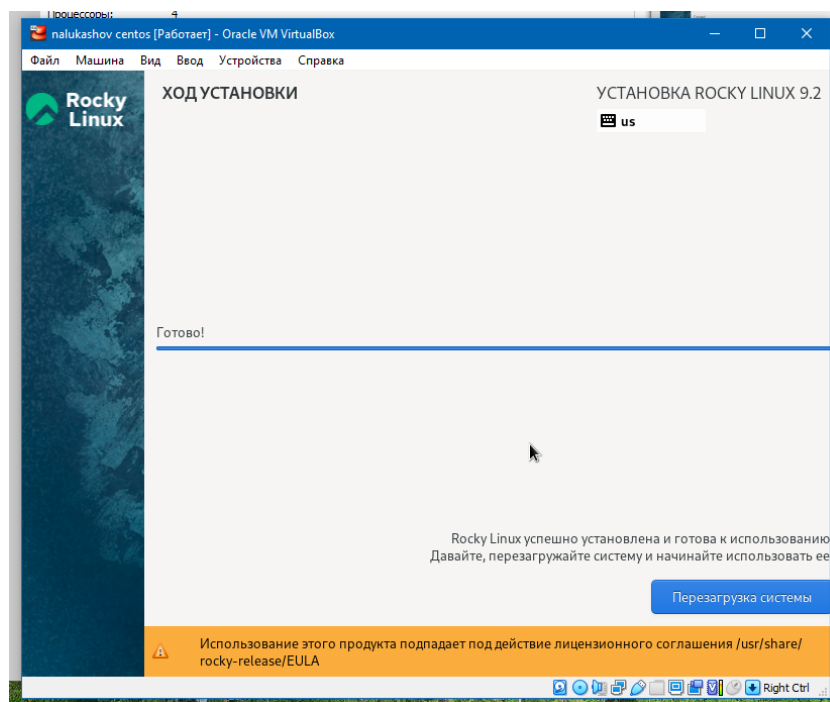 Процессоры: 4
nalukashov centos [Работает] - Oracle VM VirtualBox
Файл Машина Вид Ввод Устройства Справка
Rocky
Linux
ХОД УСТАНОВКИ
УСТАНОВКА ROCKY LINUX 9.2
us
Готово!
Rocky Linux успешно установлена и готова к использованию
Давайте, перезагружайте систему и начинайте использовать ее
Перезагрузка системы
Использование этого продукта подпадает под действие лицензионного соглашения /usr/share/
rocky-release/EULA
Right Ctrl